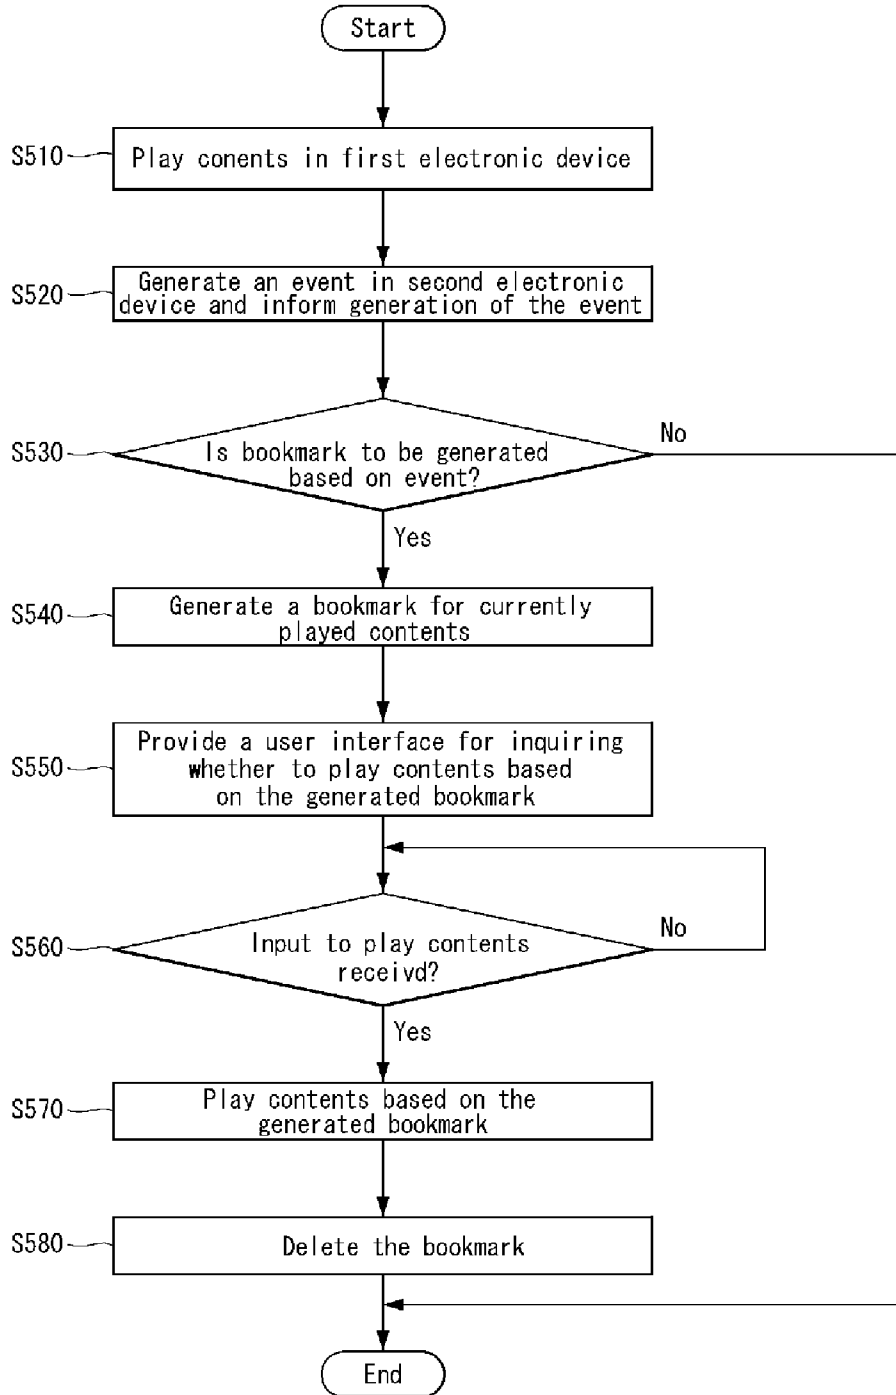 Start
S510
Play conents in first electronic device
S520
Generate an event in second electronic
device and inform generation of the event
S530
Is bookmark to be generated
based on event?
No
Yes
S540
Generate a bookmark for currently
played contents
S550
Provide a user interface for inquiring
whether to play contents based
on the generated bookmark
S560
Input to play contents
receivd?
No
Yes
S570
Play contents based on the
generated bookmark
S580
Delete the bookmark
End